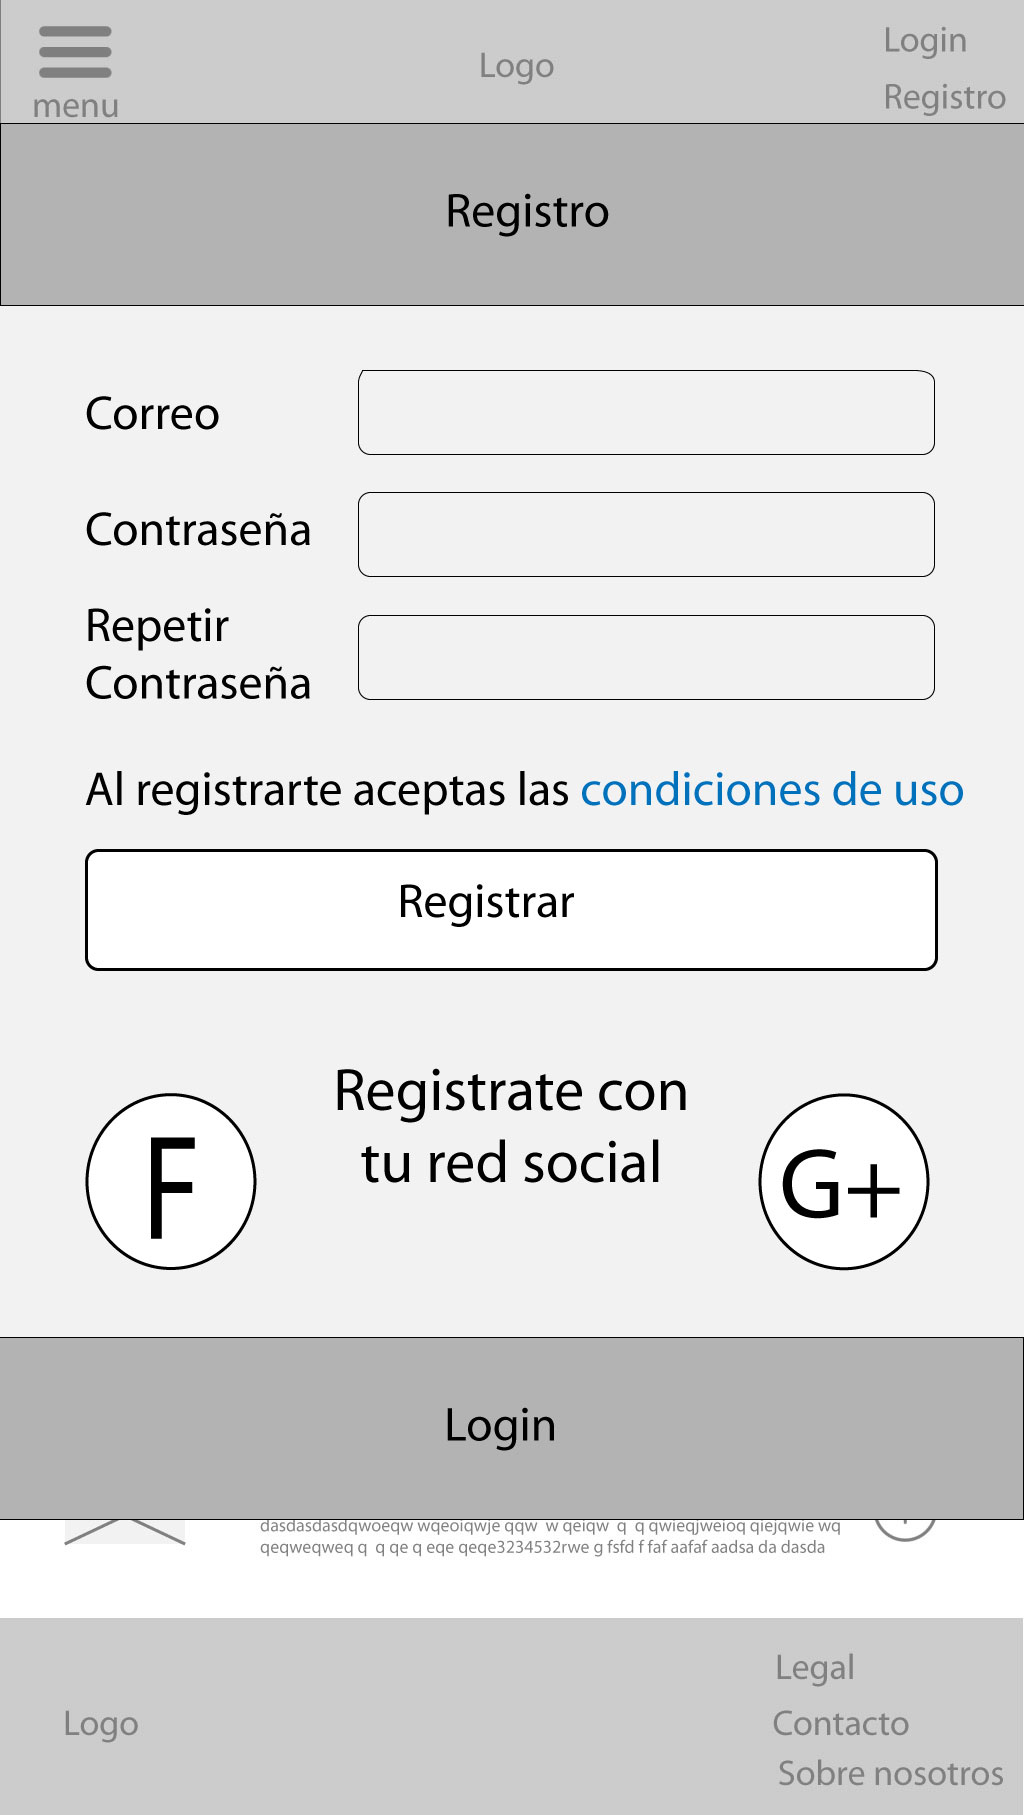 menu
Logo
Login
Registro
Registro
Correo
Contraseña
Repetir
Contraseña
Al registrarte aceptas las condiciones de uso
Registrar
F
Registrate con
tu red social
G+
Login
dasdasdasdqwoeqw wqeoiqwje qqw w qeiqw q q qwieqjweioq qiejqwie wq
qeqweqweq q q qe q eqe qeqe3234532rwe g fsfd f faf aafaf aadsa da dasda
Logo
Legal
Contacto
Sobre nosotros